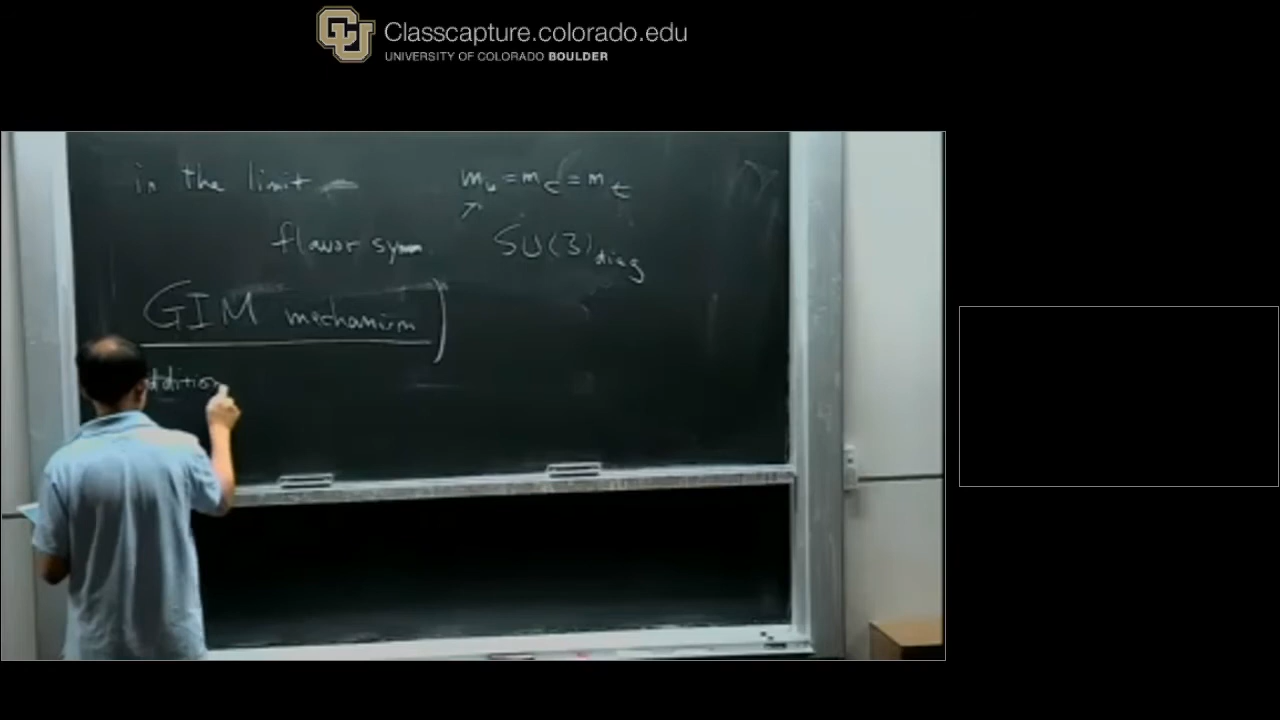 Classcapture.colorado.edu
UNIVERSITY OF COLORADO BOULDER
in the limit m_u = m_c = m_t
flavor sym SU(3)_diag
GIM mechanism
ddition